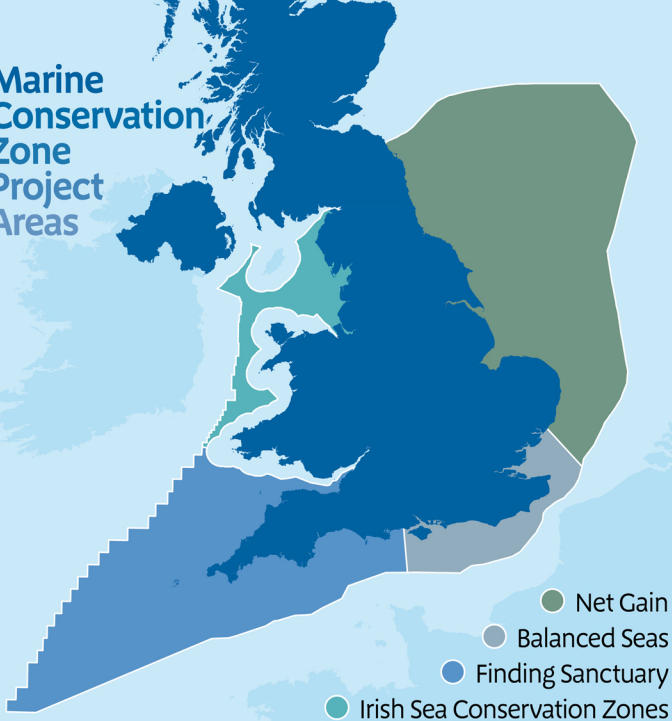 Marine
Conservation
Zone
Project
Areas
Net Gain
Balanced Seas
Finding Sanctuary
Irish Sea Conservation Zones